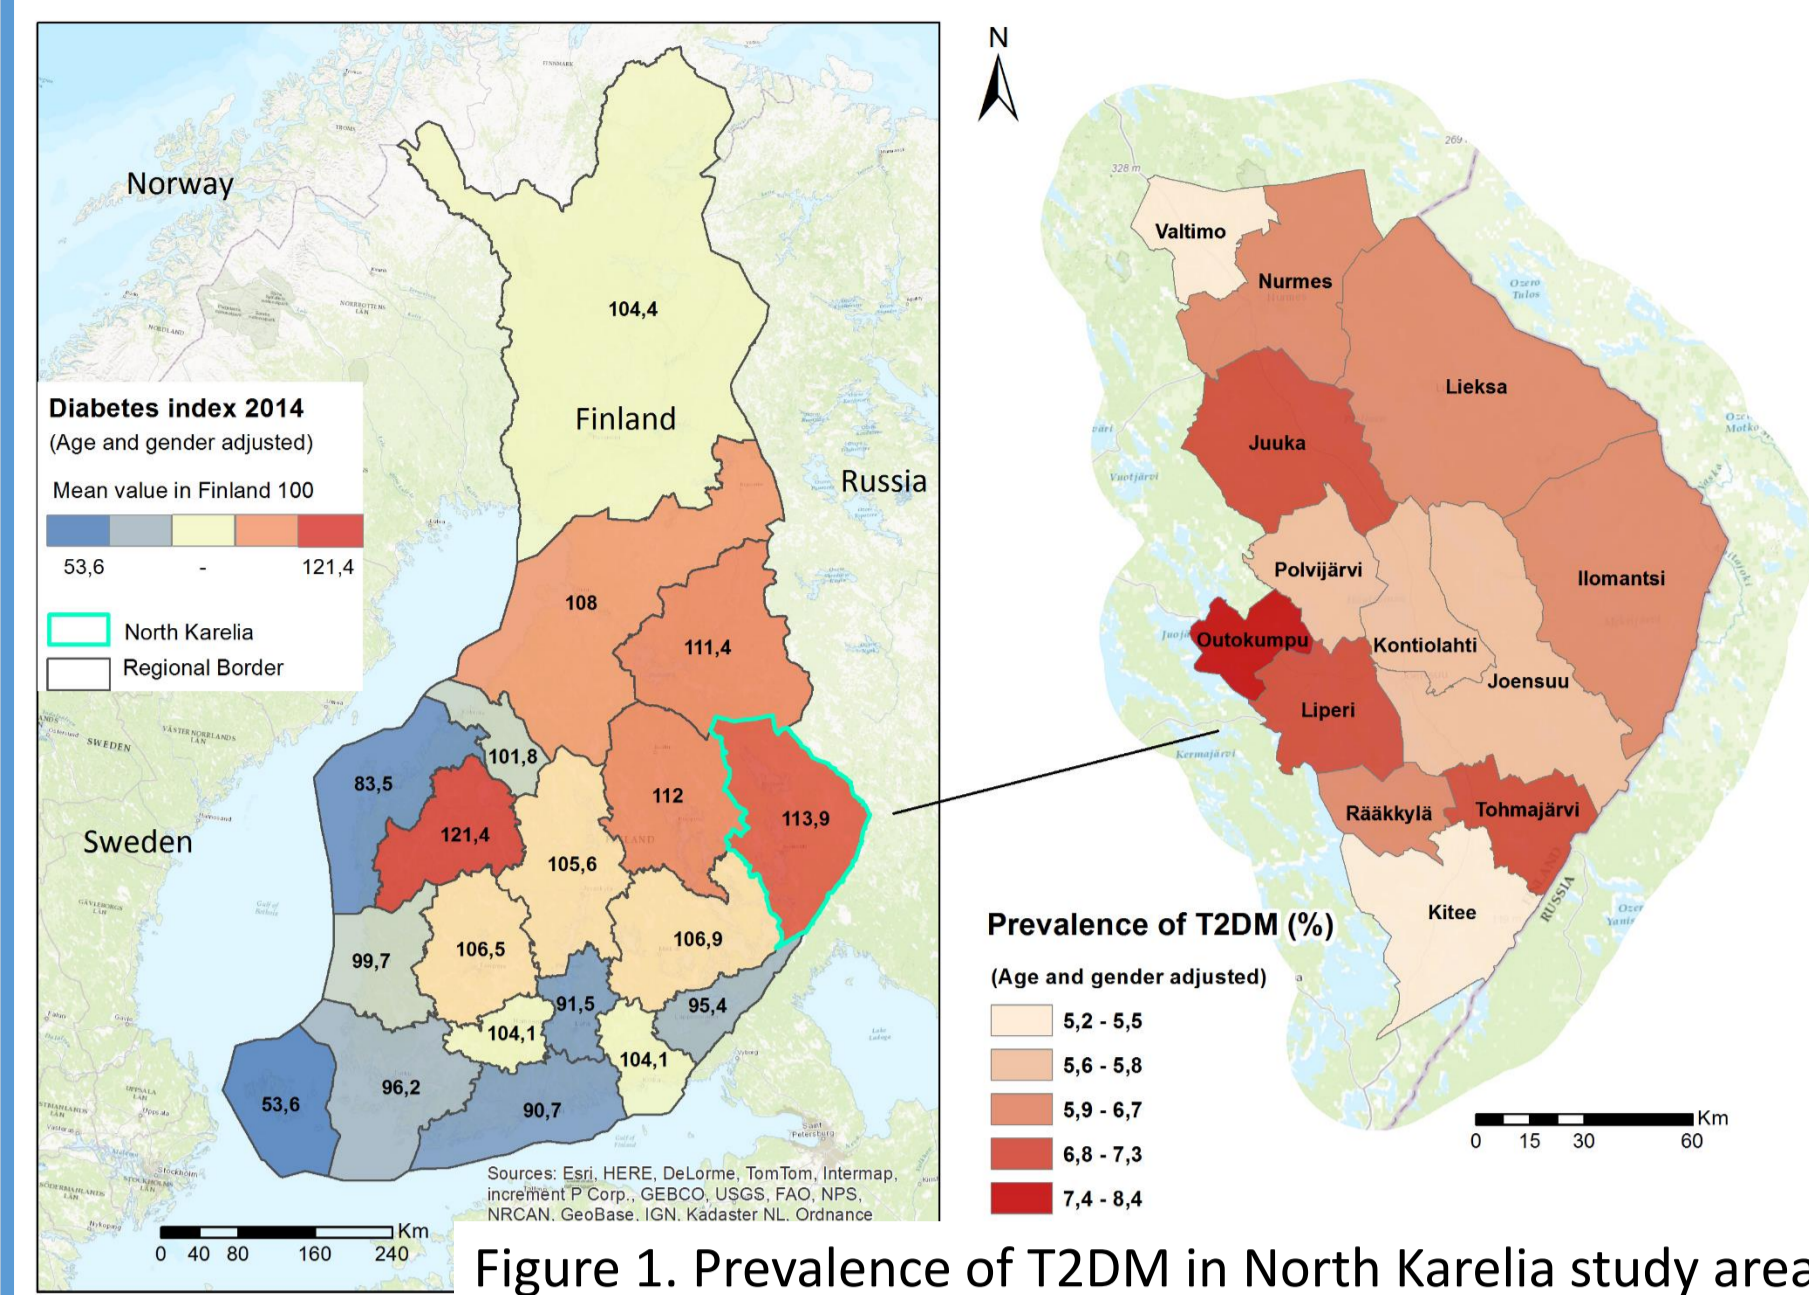 Norway
Finland
Russia
Sweden
104,4
108
111,4
101,8
83,5
121,4
112
113,9
105,6
99,7
106,5
106,9
91,5
95,4
104,1
104,1
96,2
53,6
90,7
Diabetes index 2014
(Age and gender adjusted)
Mean value in Finland 100
53,6 - 121,4
North Karelia
Regional Border
SWEDEN
Sources: Esri, HERE, DeLorme, TomTom, Intermap,
increment P Corp., GEBCO, USGS, FAO, NPS,
NRCAN, GeoBase, IGN, Kadaster NL, Ordnance
Km
0 40 80 160 240
N
328 m
269
Valtimo
Nurmes
Lieksa
Juuka
Polvijärvi
Ilomantsi
Outokumpu
Kontiolahti
Joensuu
Liperi
Rääkkylä
Tohmajärvi
Kitee
Ozero
Tulos
Vuotjärvi
Kermajärvi
RUSSIA
Prevalence of T2DM (%)
(Age and gender adjusted)
5,2 - 5,5
5,6 - 5,8
5,9 - 6,7
6,8 - 7,3
7,4 - 8,4
Km
0 15 30 60
Figure 1. Prevalence of T2DM in North Karelia study area